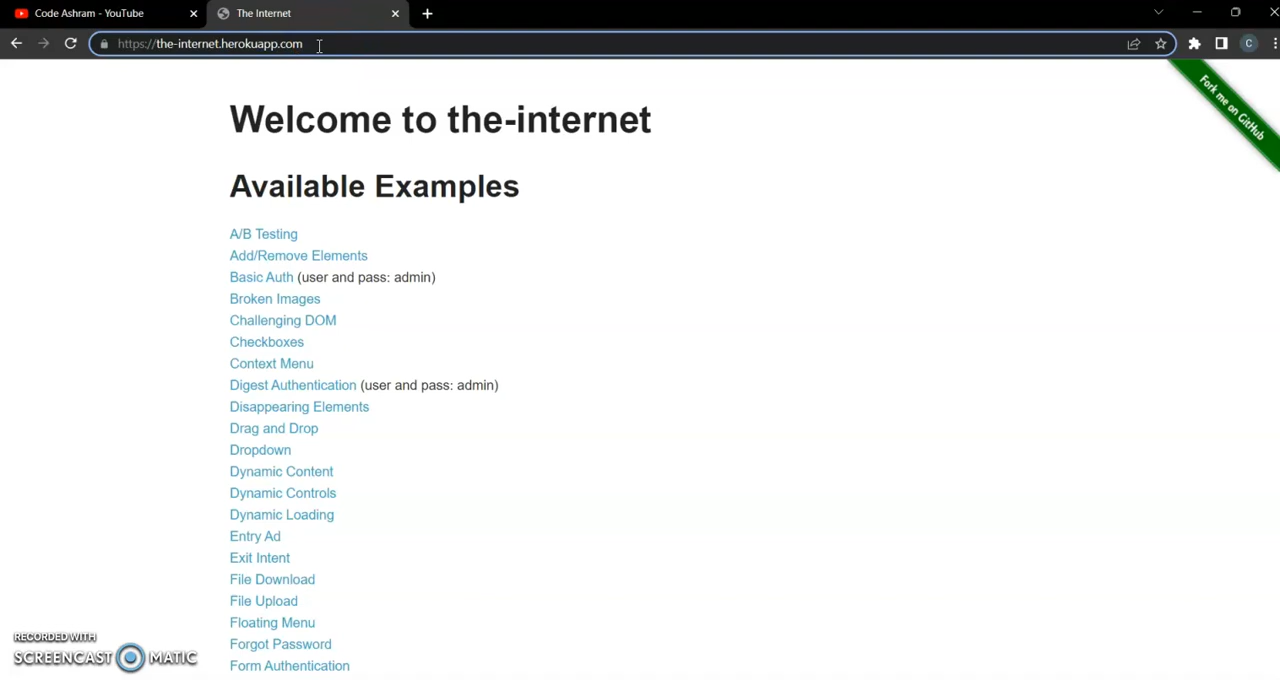 Code Ashram - YouTube
The Internet
https://the-internet.herokuapp.com
C
Fork me on GitHub
Welcome to the-internet
Available Examples
A/B Testing
Add/Remove Elements
Basic Auth (user and pass: admin)
Broken Images
Challenging DOM
Checkboxes
Context Menu
Digest Authentication (user and pass: admin)
Disappearing Elements
Drag and Drop
Dropdown
Dynamic Content
Dynamic Controls
Dynamic Loading
Entry Ad
Exit Intent
File Download
File Upload
Floating Menu
Forgot Password
Form Authentication
RECORDED WITH
SCREENCAST MATIC